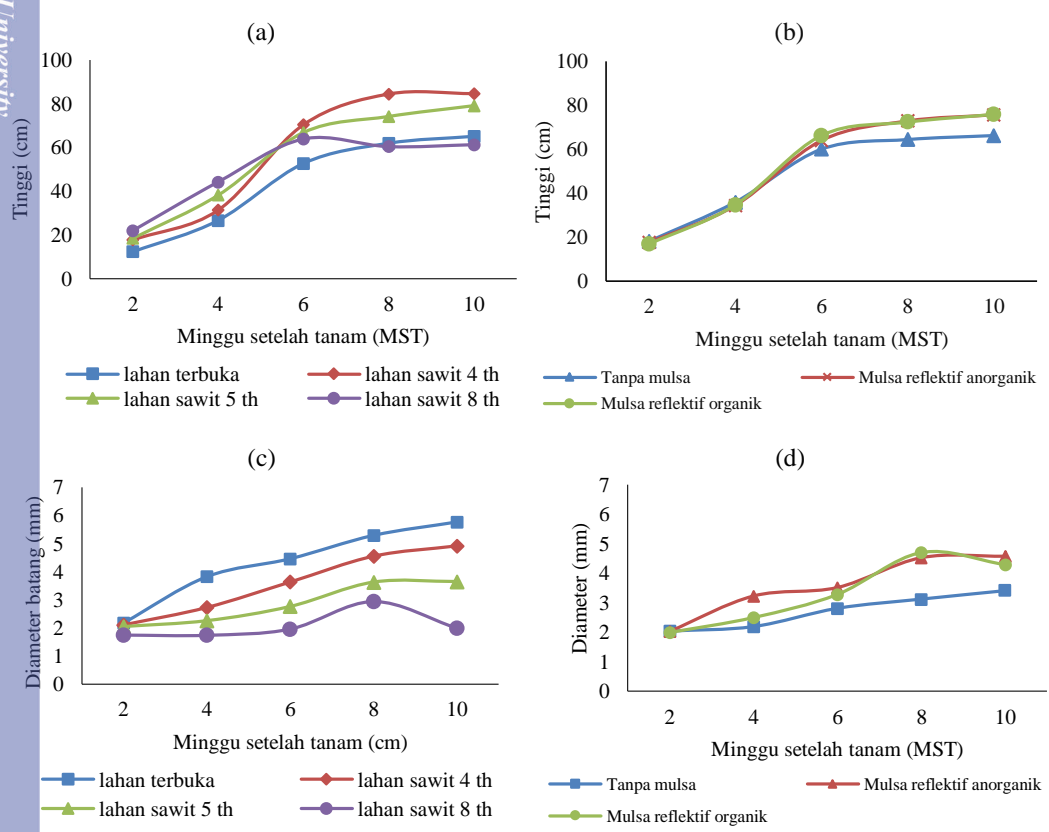 University
(a)
Tinggi (cm)
100
80
60
40
20
0
2 4 6 8 10
Minggu setelah tanam (MST)
lahan terbuka lahan sawit 4 th
lahan sawit 5 th lahan sawit 8 th
(b)
Tinggi (cm)
100
80
60
40
20
0
2 4 6 8 10
Minggu setelah tanam (MST)
Tanpa mulsa Mulsa reflektif anorganik
Mulsa reflektif organik
(c)
Diameter batang (mm)
7
6
5
4
3
2
1
0
2 4 6 8 10
Minggu setelah tanam (cm)
lahan terbuka lahan sawit 4 th
lahan sawit 5 th lahan sawit 8 th
(d)
Diameter (mm)
7
6
5
4
3
2
1
0
2 4 6 8 10
Minggu setelah tanam (MST)
Tanpa mulsa Mulsa reflektif anorganik
Mulsa reflektif organik